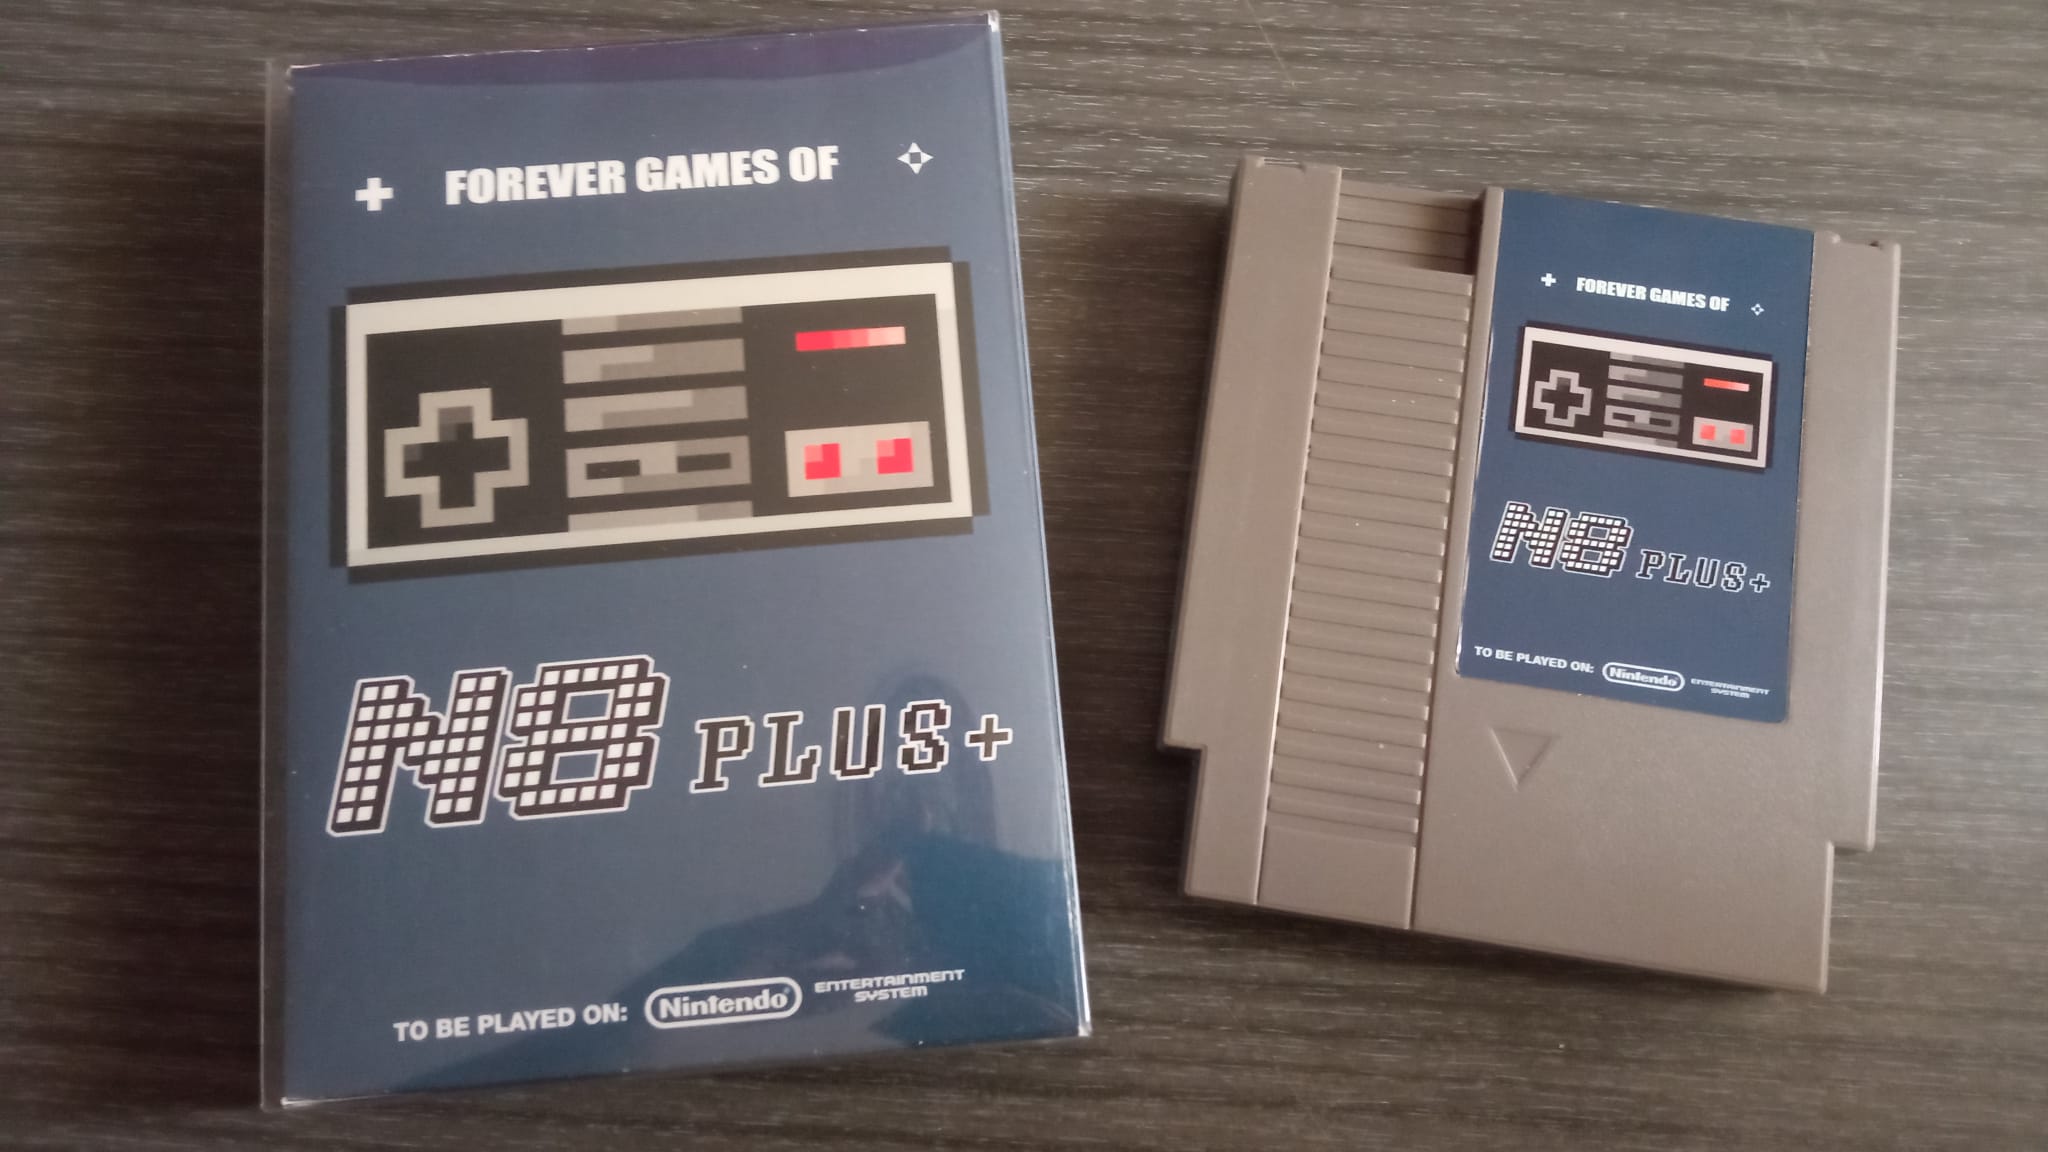 FOREVER GAMES OF
N8 PLUS+
TO BE PLAYED ON: Nintendo® ENTERTAINMENT SYSTEM
FOREVER GAMES OF
N8 PLUS+
TO BE PLAYED ON: Nintendo® ENTERTAINMENT SYSTEM